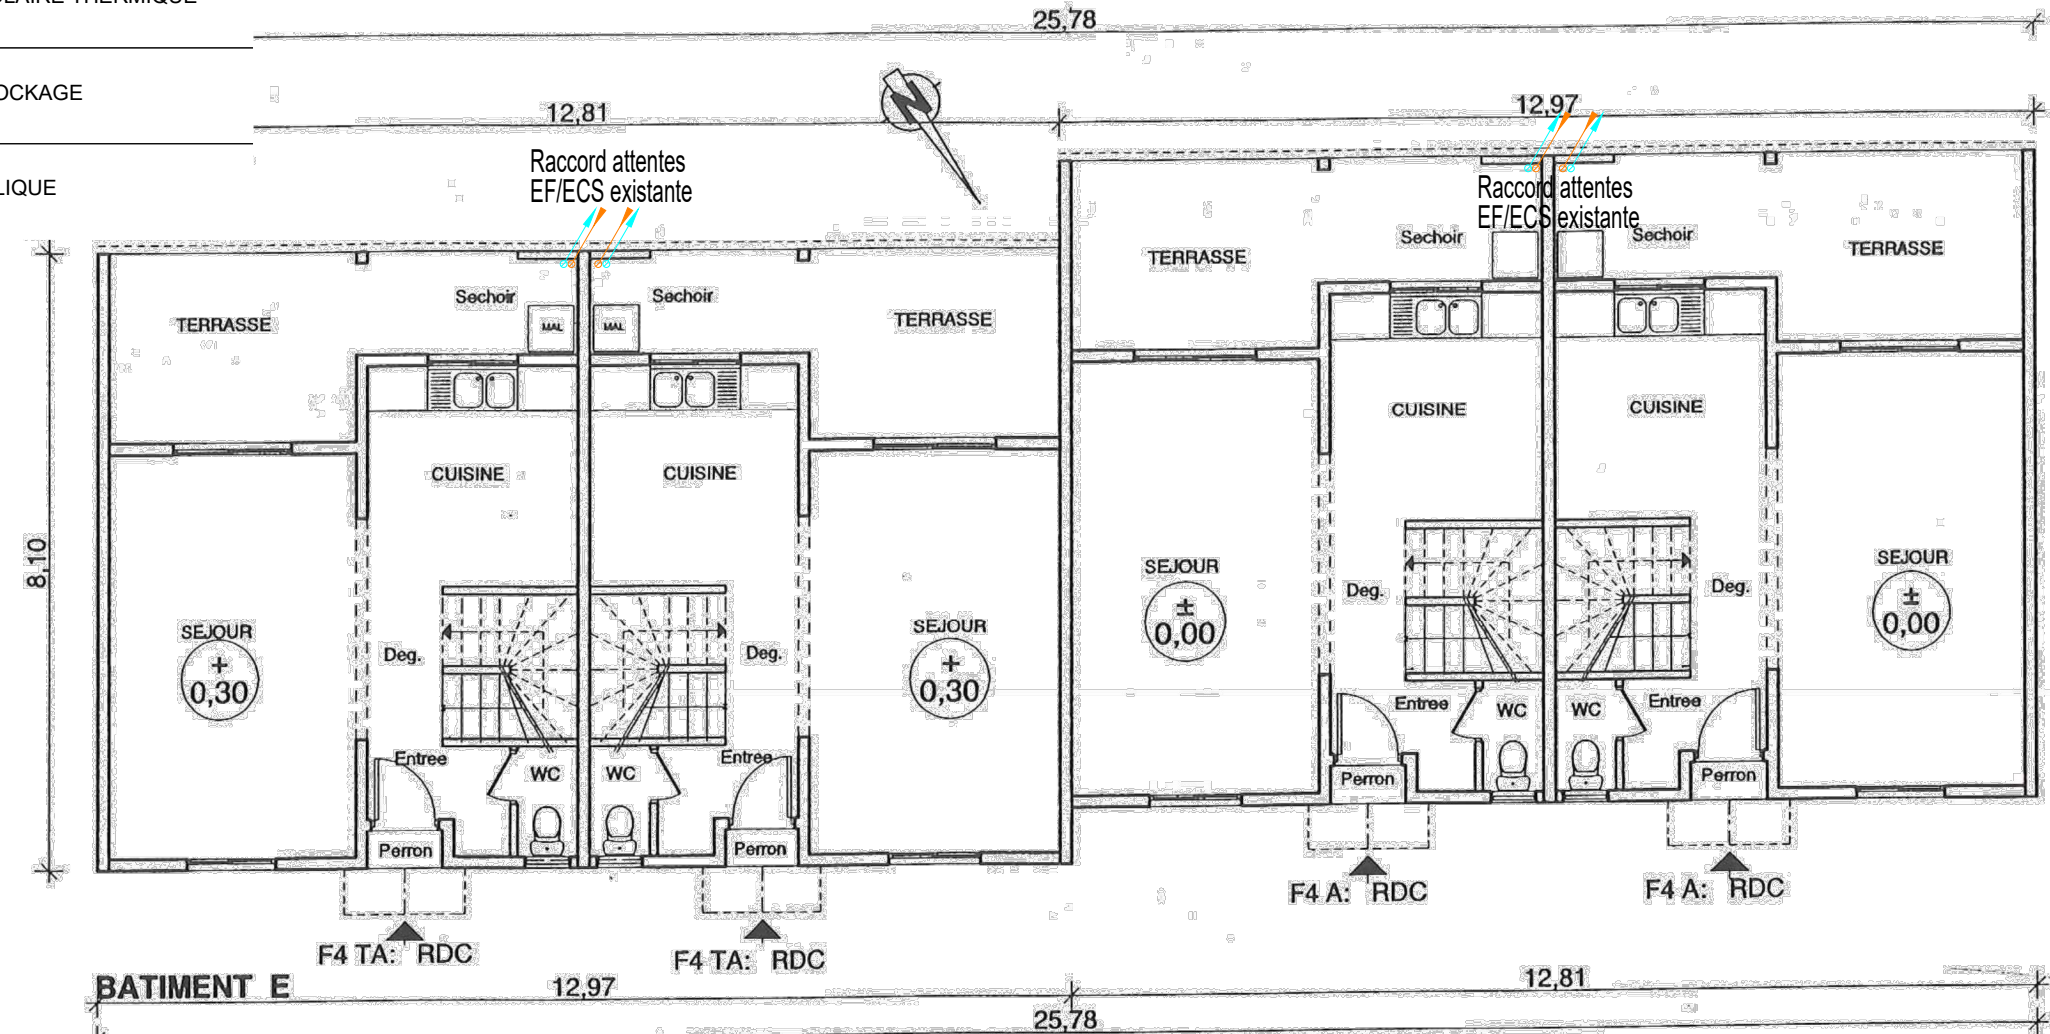 25,78
12,81
12,97
Raccord attentes
EF/ECS existante
Raccord attentes
EF/ECS existante
Sechoir
Sechoir
TERRASSE
TERRASSE
Sechoir
Sechoir
TERRASSE
TERRASSE
MAL
MAL
CUISINE
CUISINE
CUISINE
CUISINE
8,10
SEJOUR
±
0,00
Deg.
Deg.
SEJOUR
±
0,00
SEJOUR
+
0,30
Deg.
Deg.
SEJOUR
+
0,30
Entree
WC
WC
Entree
Perron
Perron
Entree
WC
WC
Entree
Perron
Perron
F4 A: RDC
F4 A: RDC
F4 TA: RDC
F4 TA: RDC
BATIMENT E
12,97
12,81
25,78